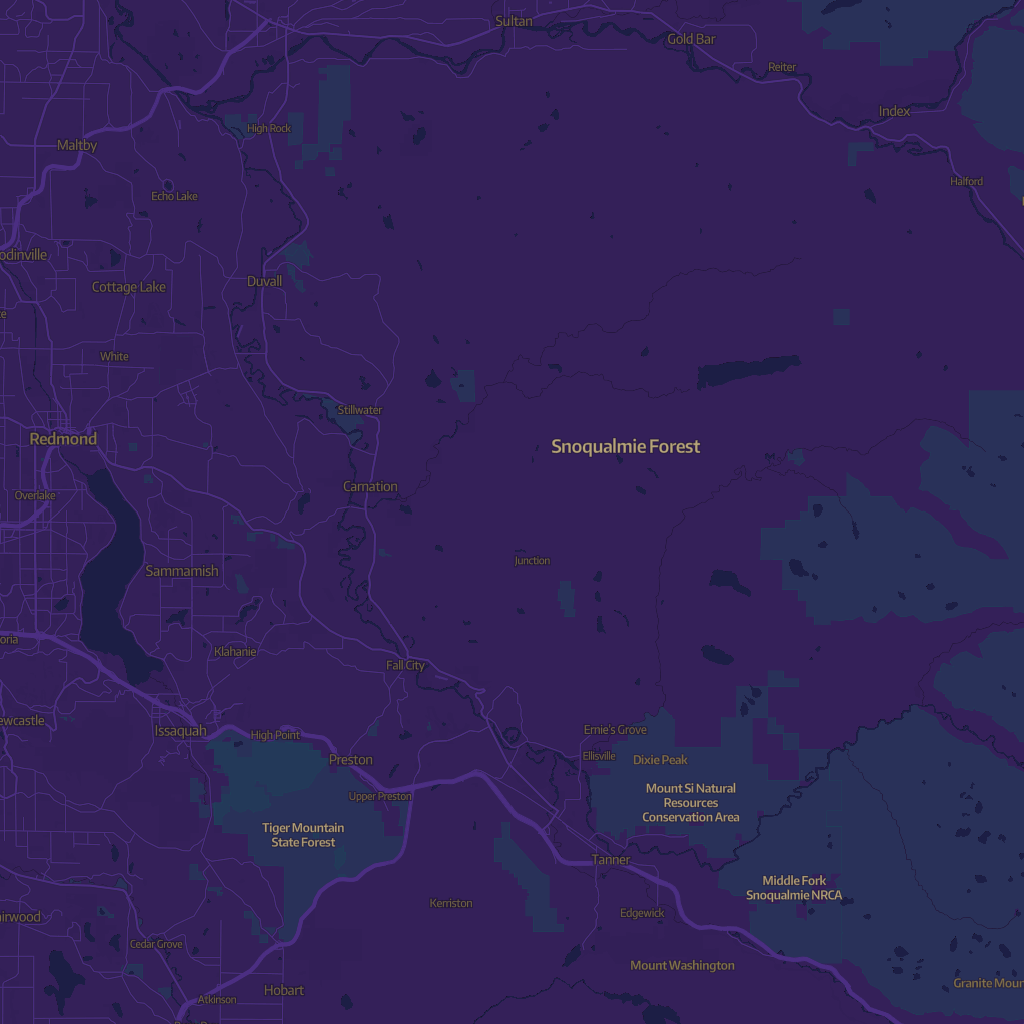 Sultan
Gold Bar
Reiter
Index
High Rock
Maltby
Halford
Echo Lake
odinville
Duvall
Cottage Lake
White
Stillwater
Redmond
Snoqualmie Forest
Carnation
Overlake
Junction
Sammamish
oria
Klahanie
Fall City
ewcastle
Issaquah
High Point
Ernie's Grove
Ellisville
Preston
Dixie Peak
Upper Preston
Mount Si Natural
Resources
Conservation Area
Tiger Mountain
State Forest
Tanner
Middle Fork
Snoqualmie NRCA
Kerriston
Edgewick
airwood
Cedar Grove
Mount Washington
Granite Moun
Hobart
Atkinson